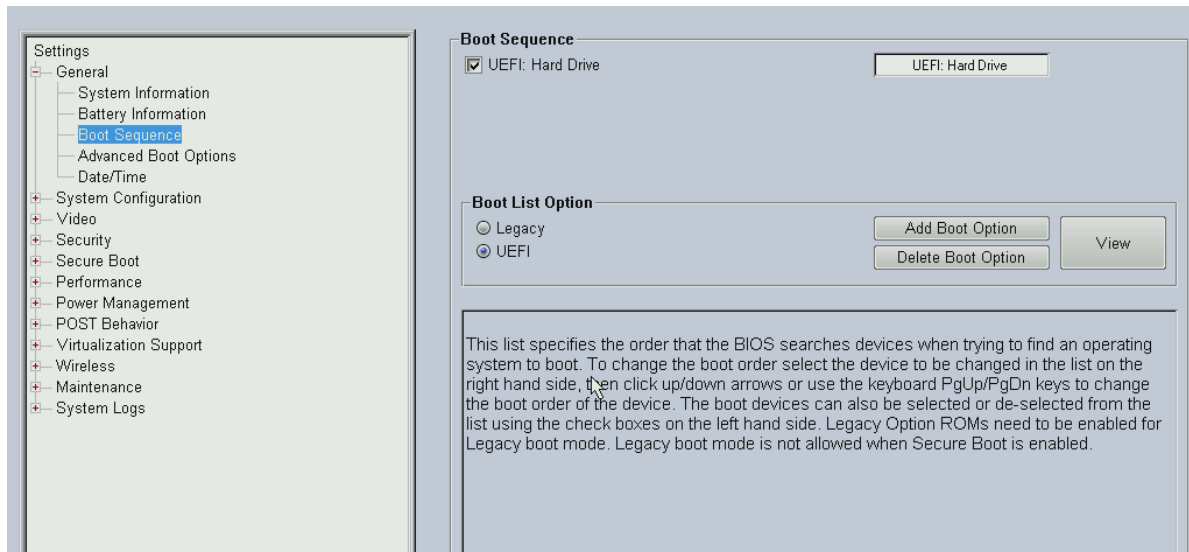 Settings
General
System Information
Battery Information
Boot Sequence
Advanced Boot Options
Date/Time
System Configuration
Video
Security
Secure Boot
Performance
Power Management
POST Behavior
Virtualization Support
Wireless
Maintenance
System Logs
Boot Sequence
UEFI: Hard Drive
UEFI: Hard Drive
Boot List Option
Legacy
UEFI
Add Boot Option
Delete Boot Option
View
This list specifies the order that the BIOS searches devices when trying to find an operating
system to boot. To change the boot order select the device to be changed in the list on the
right hand side, then click up/down arrows or use the keyboard PgUp/PgDn keys to change
the boot order of the device. The boot devices can also be selected or de-selected from the
list using the check boxes on the left hand side. Legacy Option ROMs need to be enabled for
Legacy boot mode. Legacy boot mode is not allowed when Secure Boot is enabled.